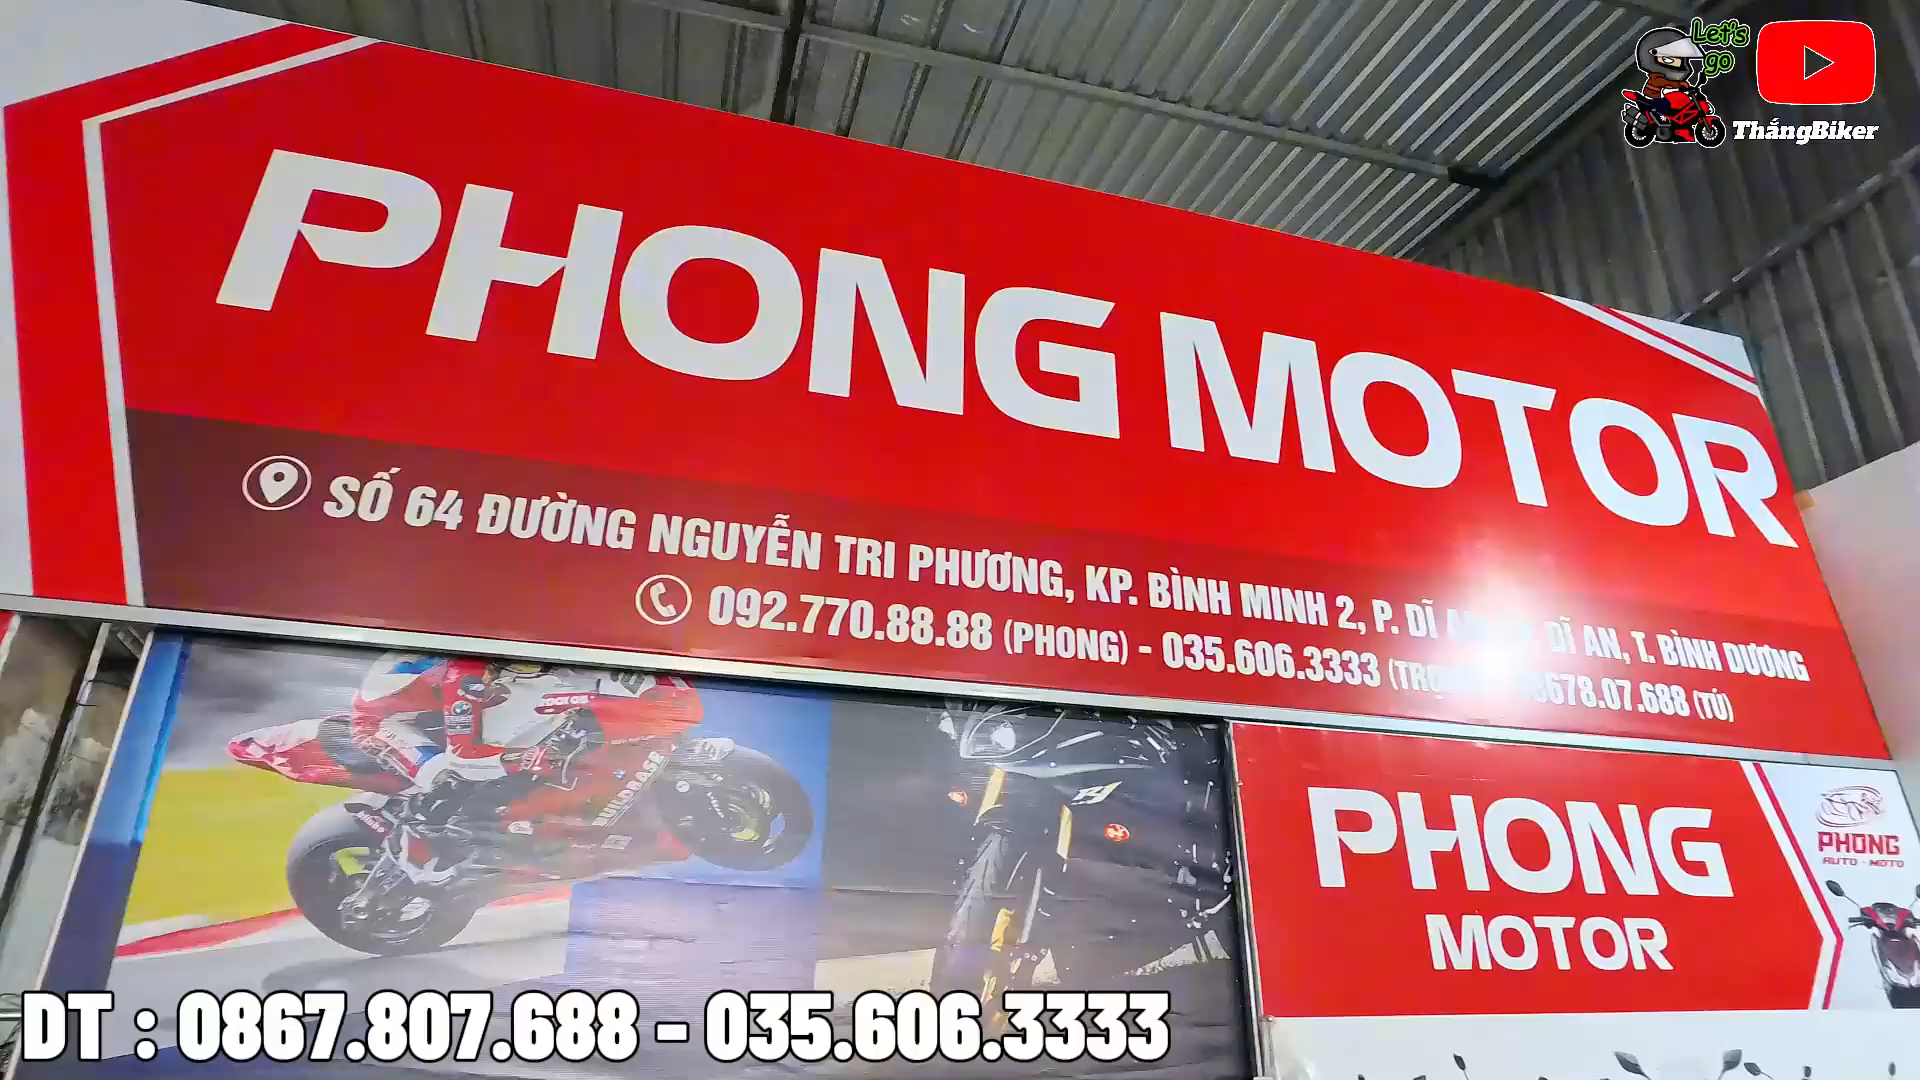 Let's
go
ThắngBiker
PHONG MOTOR
SỐ 64 ĐƯỜNG NGUYỄN TRI PHƯƠNG, KP. BÌNH MINH 2, P. DĨ DĨ AN, T. BÌNH DƯƠNG
092.770.88.88 (PHONG) - 035.606.3333 8678.07.688 (TÚ)
BUILDBASE
PHONG
MOTOR
PHONG
AUTO - MOTO
DT : 0867.807.688 - 035.606.3333